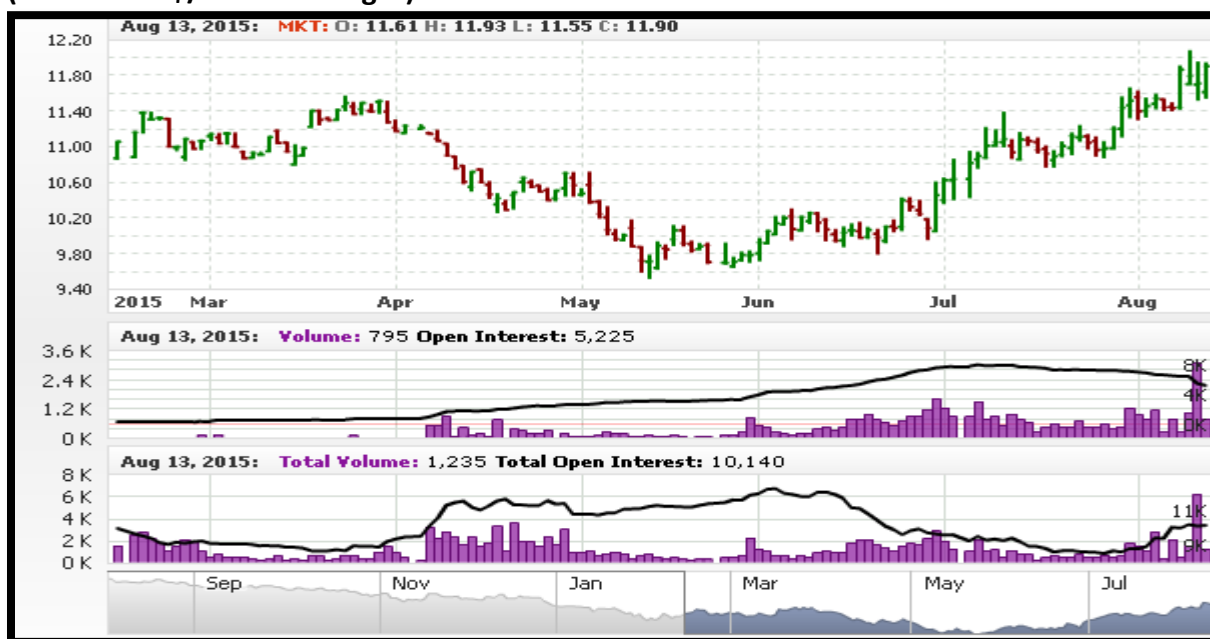 Aug 13, 2015: MKT: O: 11.61 H: 11.93 L: 11.55 C: 11.90
12.20
11.80
11.40
11.00
10.60
10.20
9.80
9.40
2015 Mar Apr May Jun Jul Aug
Aug 13, 2015: Volume: 795 Open Interest: 5,225
3.6 K
8K
2.4 K
4K
1.2 K
0K
0 K
Aug 13, 2015: Total Volume: 1,235 Total Open Interest: 10,140
8 K
6 K
4 K
11K
2 K
9K
0 K
Sep Nov Jan Mar May Jul